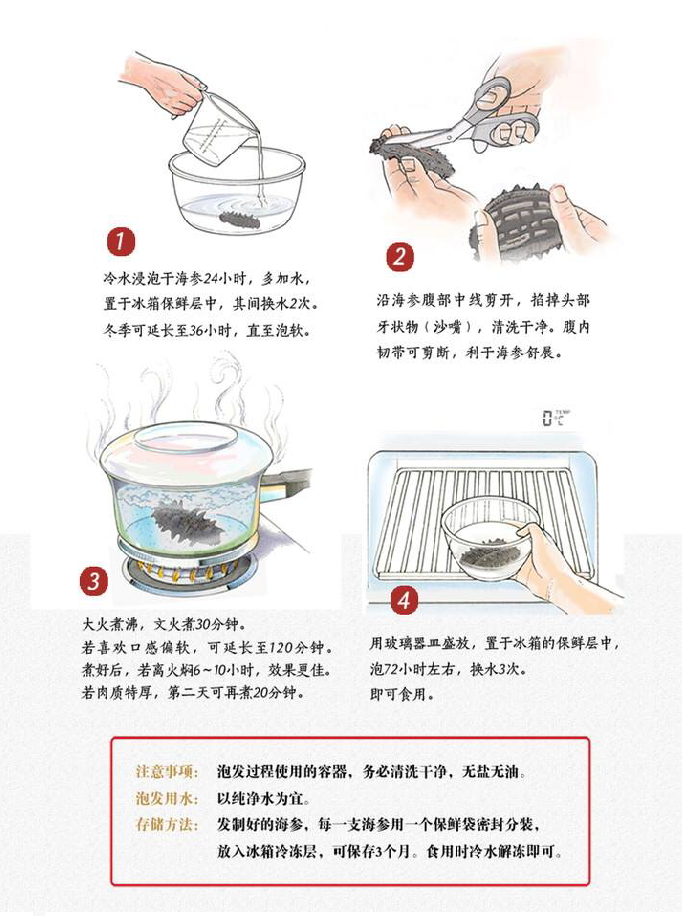 1
冷水浸泡干海参24小时，多加水，
置于冰箱保鲜层中，其间换水2次。
冬季可延长至36小时，直至泡软。
2
沿海参腹部中线剪开，掐掉头部
牙状物（沙嘴），清洗干净。腹内
韧带可剪断，利于海参舒展。
3
大火煮沸，文火煮30分钟。
若喜欢口感偏软，可延长至120分钟。
煮好后，若离火焖6~10小时，效果更佳。
若肉质特厚，第二天可再煮20分钟。
TEMP
0℃
4
用玻璃器皿盛放，置于冰箱的保鲜层中，
泡72小时左右，换水3次。
即可食用。
注意事项： 泡发过程使用的容器，务必清洗干净，无盐无油。
泡发用水： 以纯净水为宜。
存储方法： 发制好的海参，每一支海参用一个保鲜袋密封分装，
放入冰箱冷冻层，可保存3个月。食用时冷水解冻即可。